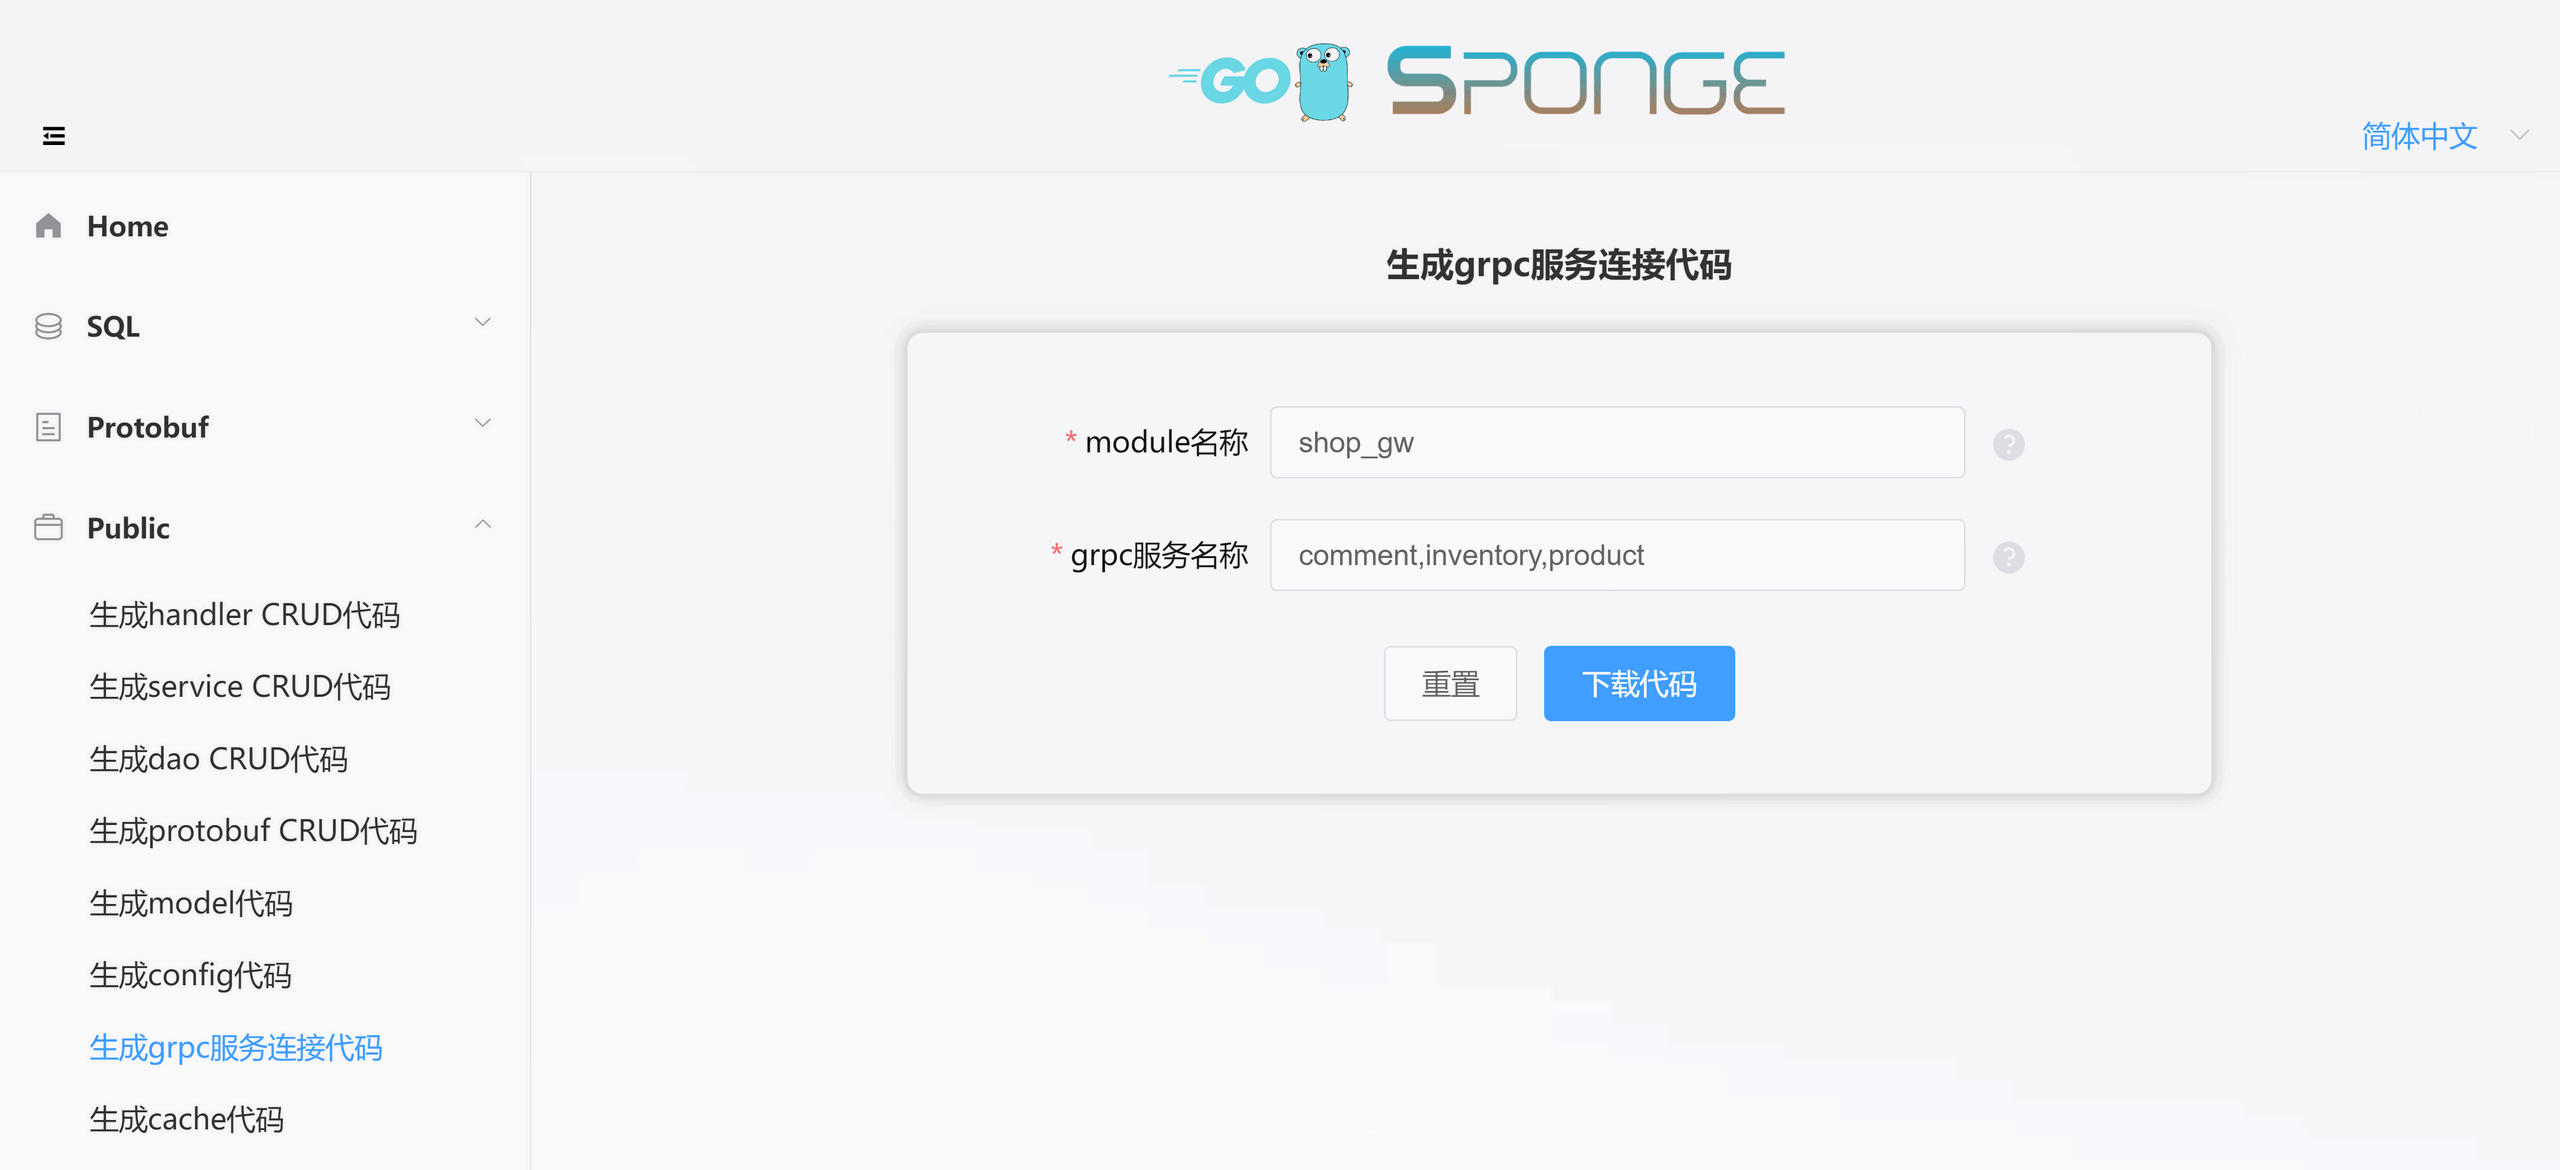 GO SPONGE
简体中文
Home
SQL
Protobuf
Public
生成handler CRUD代码
生成service CRUD代码
生成dao CRUD代码
生成protobuf CRUD代码
生成model代码
生成config代码
生成grpc服务连接代码
生成cache代码
生成grpc服务连接代码
* module名称 shop_gw ?
* grpc服务名称 comment,inventory,product ?
重置 下载代码